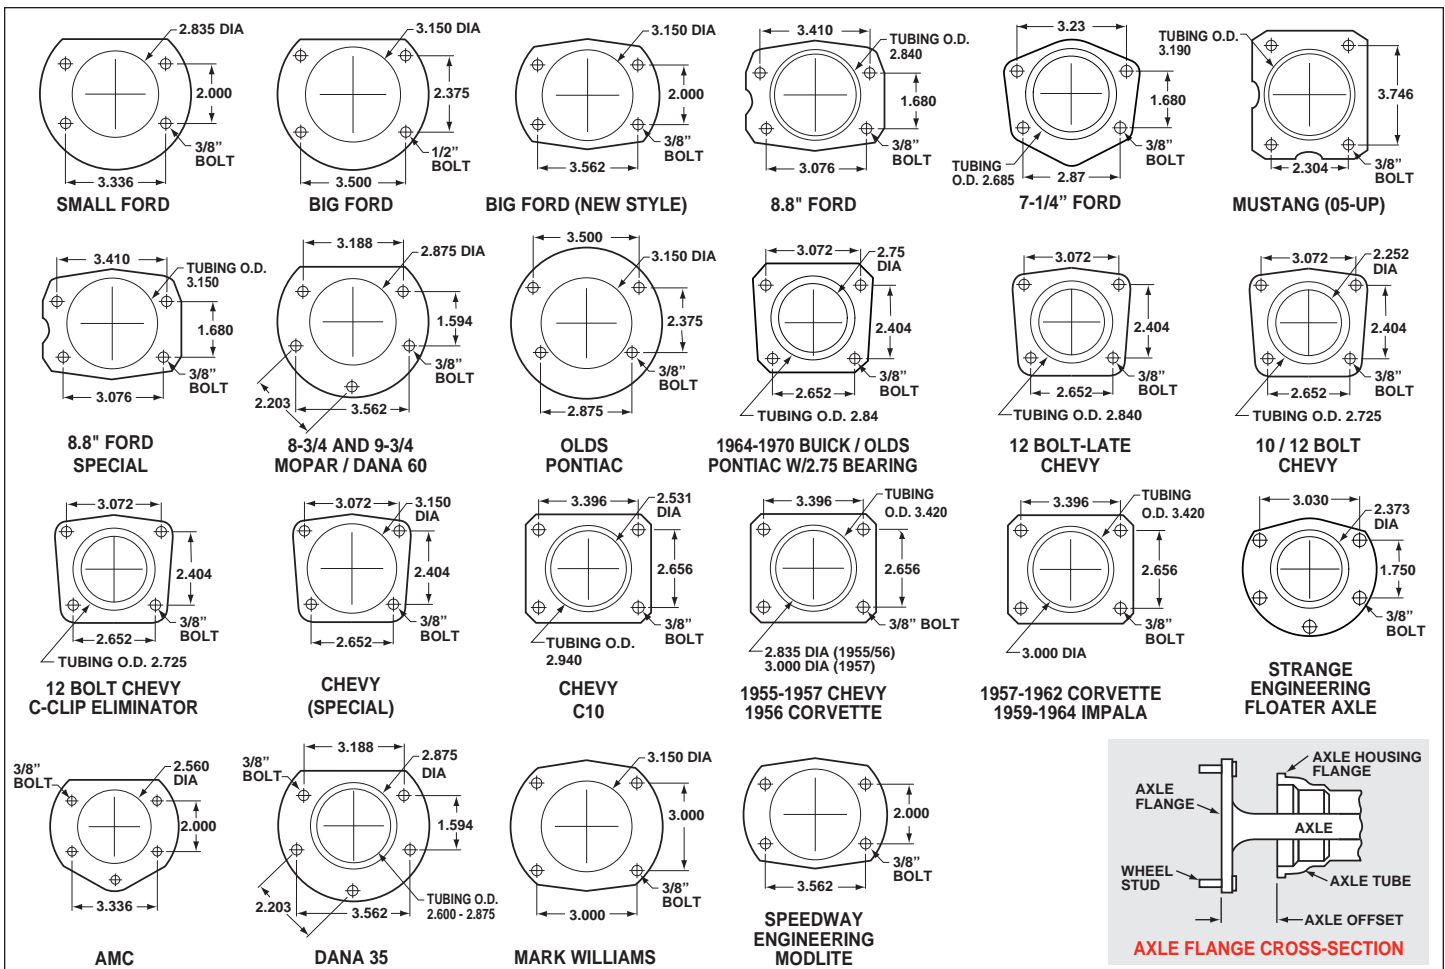 2.835 DIA
2.000
3/8”
BOLT
3.336
SMALL FORD
3.150 DIA
2.375
1/2”
BOLT
3.500
BIG FORD
3.150 DIA
2.000
3/8”
BOLT
3.562
BIG FORD (NEW STYLE)
3.410
TUBING O.D.
2.840
1.680
3/8”
BOLT
3.076
8.8" FORD
3.23
1.680
3/8”
BOLT
TUBING
O.D. 2.685
2.87
7-1/4” FORD
TUBING O.D.
3.190
3.746
3/8”
BOLT
2.304
MUSTANG (05-UP)
3.410
TUBING O.D.
3.150
1.680
3/8”
BOLT
3.076
8.8" FORD
SPECIAL
3.188
2.875 DIA
1.594
3/8”
BOLT
2.203
3.562
8-3/4 AND 9-3/4
MOPAR / DANA 60
3.500
3.150 DIA
2.375
3/8”
BOLT
2.875
OLDS
PONTIAC
3.072
2.75
DIA
2.404
3/8”
BOLT
2.652
TUBING O.D. 2.84
1964-1970 BUICK / OLDS
PONTIAC W/2.75 BEARING
3.072
2.404
3/8”
BOLT
2.652
TUBING O.D. 2.840
12 BOLT-LATE
CHEVY
3.072
2.252
DIA
2.404
3/8”
BOLT
2.652
TUBING O.D. 2.725
10 / 12 BOLT
CHEVY
3.072
2.404
3/8”
BOLT
2.652
TUBING O.D. 2.725
12 BOLT CHEVY
C-CLIP ELIMINATOR
3.072
3.150
DIA
2.404
3/8”
BOLT
2.652
CHEVY
(SPECIAL)
3.396
2.531
DIA
2.656
3/8”
BOLT
TUBING O.D.
2.940
CHEVY
C10
3.396
TUBING
O.D. 3.420
2.656
3/8” BOLT
2.835 DIA (1955/56)
3.000 DIA (1957)
1955-1957 CHEVY
1956 CORVETTE
3.396
TUBING
O.D. 3.420
2.656
3/8”
BOLT
3.000 DIA
1957-1962 CORVETTE
1959-1964 IMPALA
3.030
2.373
DIA
1.750
3/8”
BOLT
STRANGE
ENGINEERING
FLOATER AXLE
3/8”
BOLT
2.560
DIA
2.000
3.336
AMC
3/8”
BOLT
3.188
2.875
DIA
1.594
2.203
3.562
TUBING O.D.
2.600 - 2.875
DANA 35
3.150 DIA
3.000
3/8”
BOLT
3.000
MARK WILLIAMS
2.000
3/8”
BOLT
3.562
SPEEDWAY
ENGINEERING
MODLITE
AXLE HOUSING
FLANGE
AXLE
FLANGE
AXLE
WHEEL
STUD
AXLE TUBE
AXLE OFFSET
AXLE FLANGE CROSS-SECTION